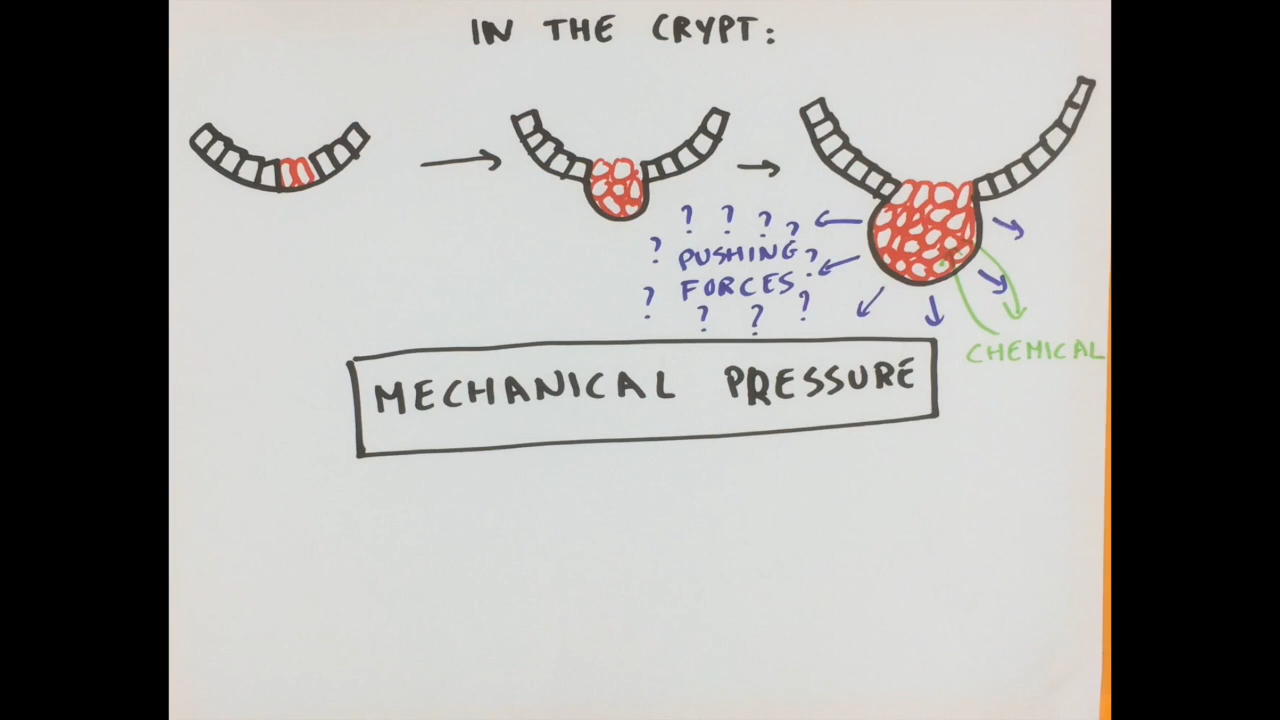 IN THE CRYPT:
? ? ? ?
? PUSHING ?
? FORCES ?
? ?
CHEMICAL
MECHANICAL PRESSURE